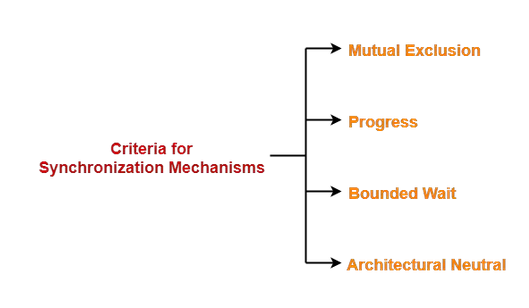 Criteria for
Synchronization Mechanisms
Mutual Exclusion
Progress
Bounded Wait
Architectural Neutral